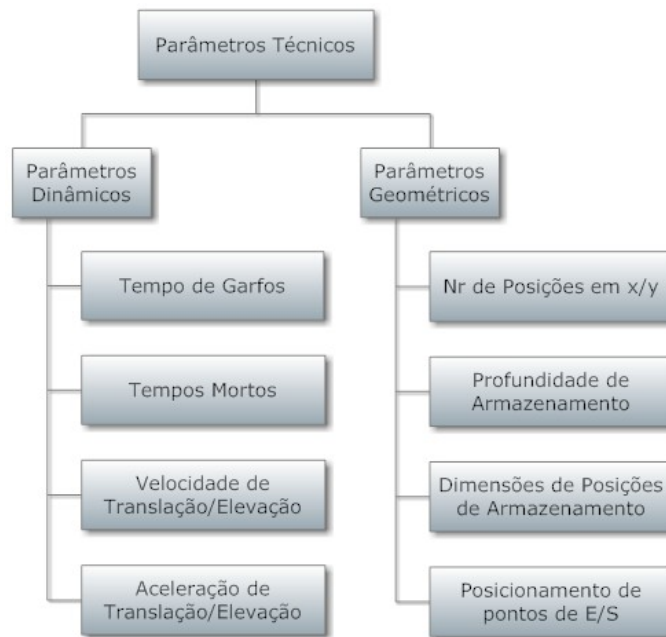 Parâmetros Técnicos
Parâmetros
Dinâmicos
Tempo de Garfos
Tempos Mortos
Velocidade de
Translação/Elevação
Aceleração de
Translação/Elevação
Parâmetros
Geométricos
Nr de Posições em x/y
Profundidade de
Armazenamento
Dimensões de Posições
de Armazenamento
Posicionamento de
pontos de E/S